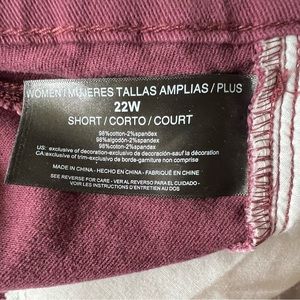 WOMEN / MUJERES TALLAS AMPLIAS / PLUS
22W
SHORT / CORTO / COURT
98%cotton-2%spandex
98%algodón-2%spandex
98%coton-2%spandex
US: exclusive of decoration-exclusivo de decoración-sauf la décoration
CA:exclusive of trim-exclusivo de borde-garniture non comprise
MADE IN CHINA - HECHO EN CHINA - FABRIQUÉ EN CHINE
SEE REVERSE FOR CARE - VER AL REVERSO PARA EL CUIDADO -
VOIR LES INSTRUCTIONS D'ENTRETIEN AU DOS